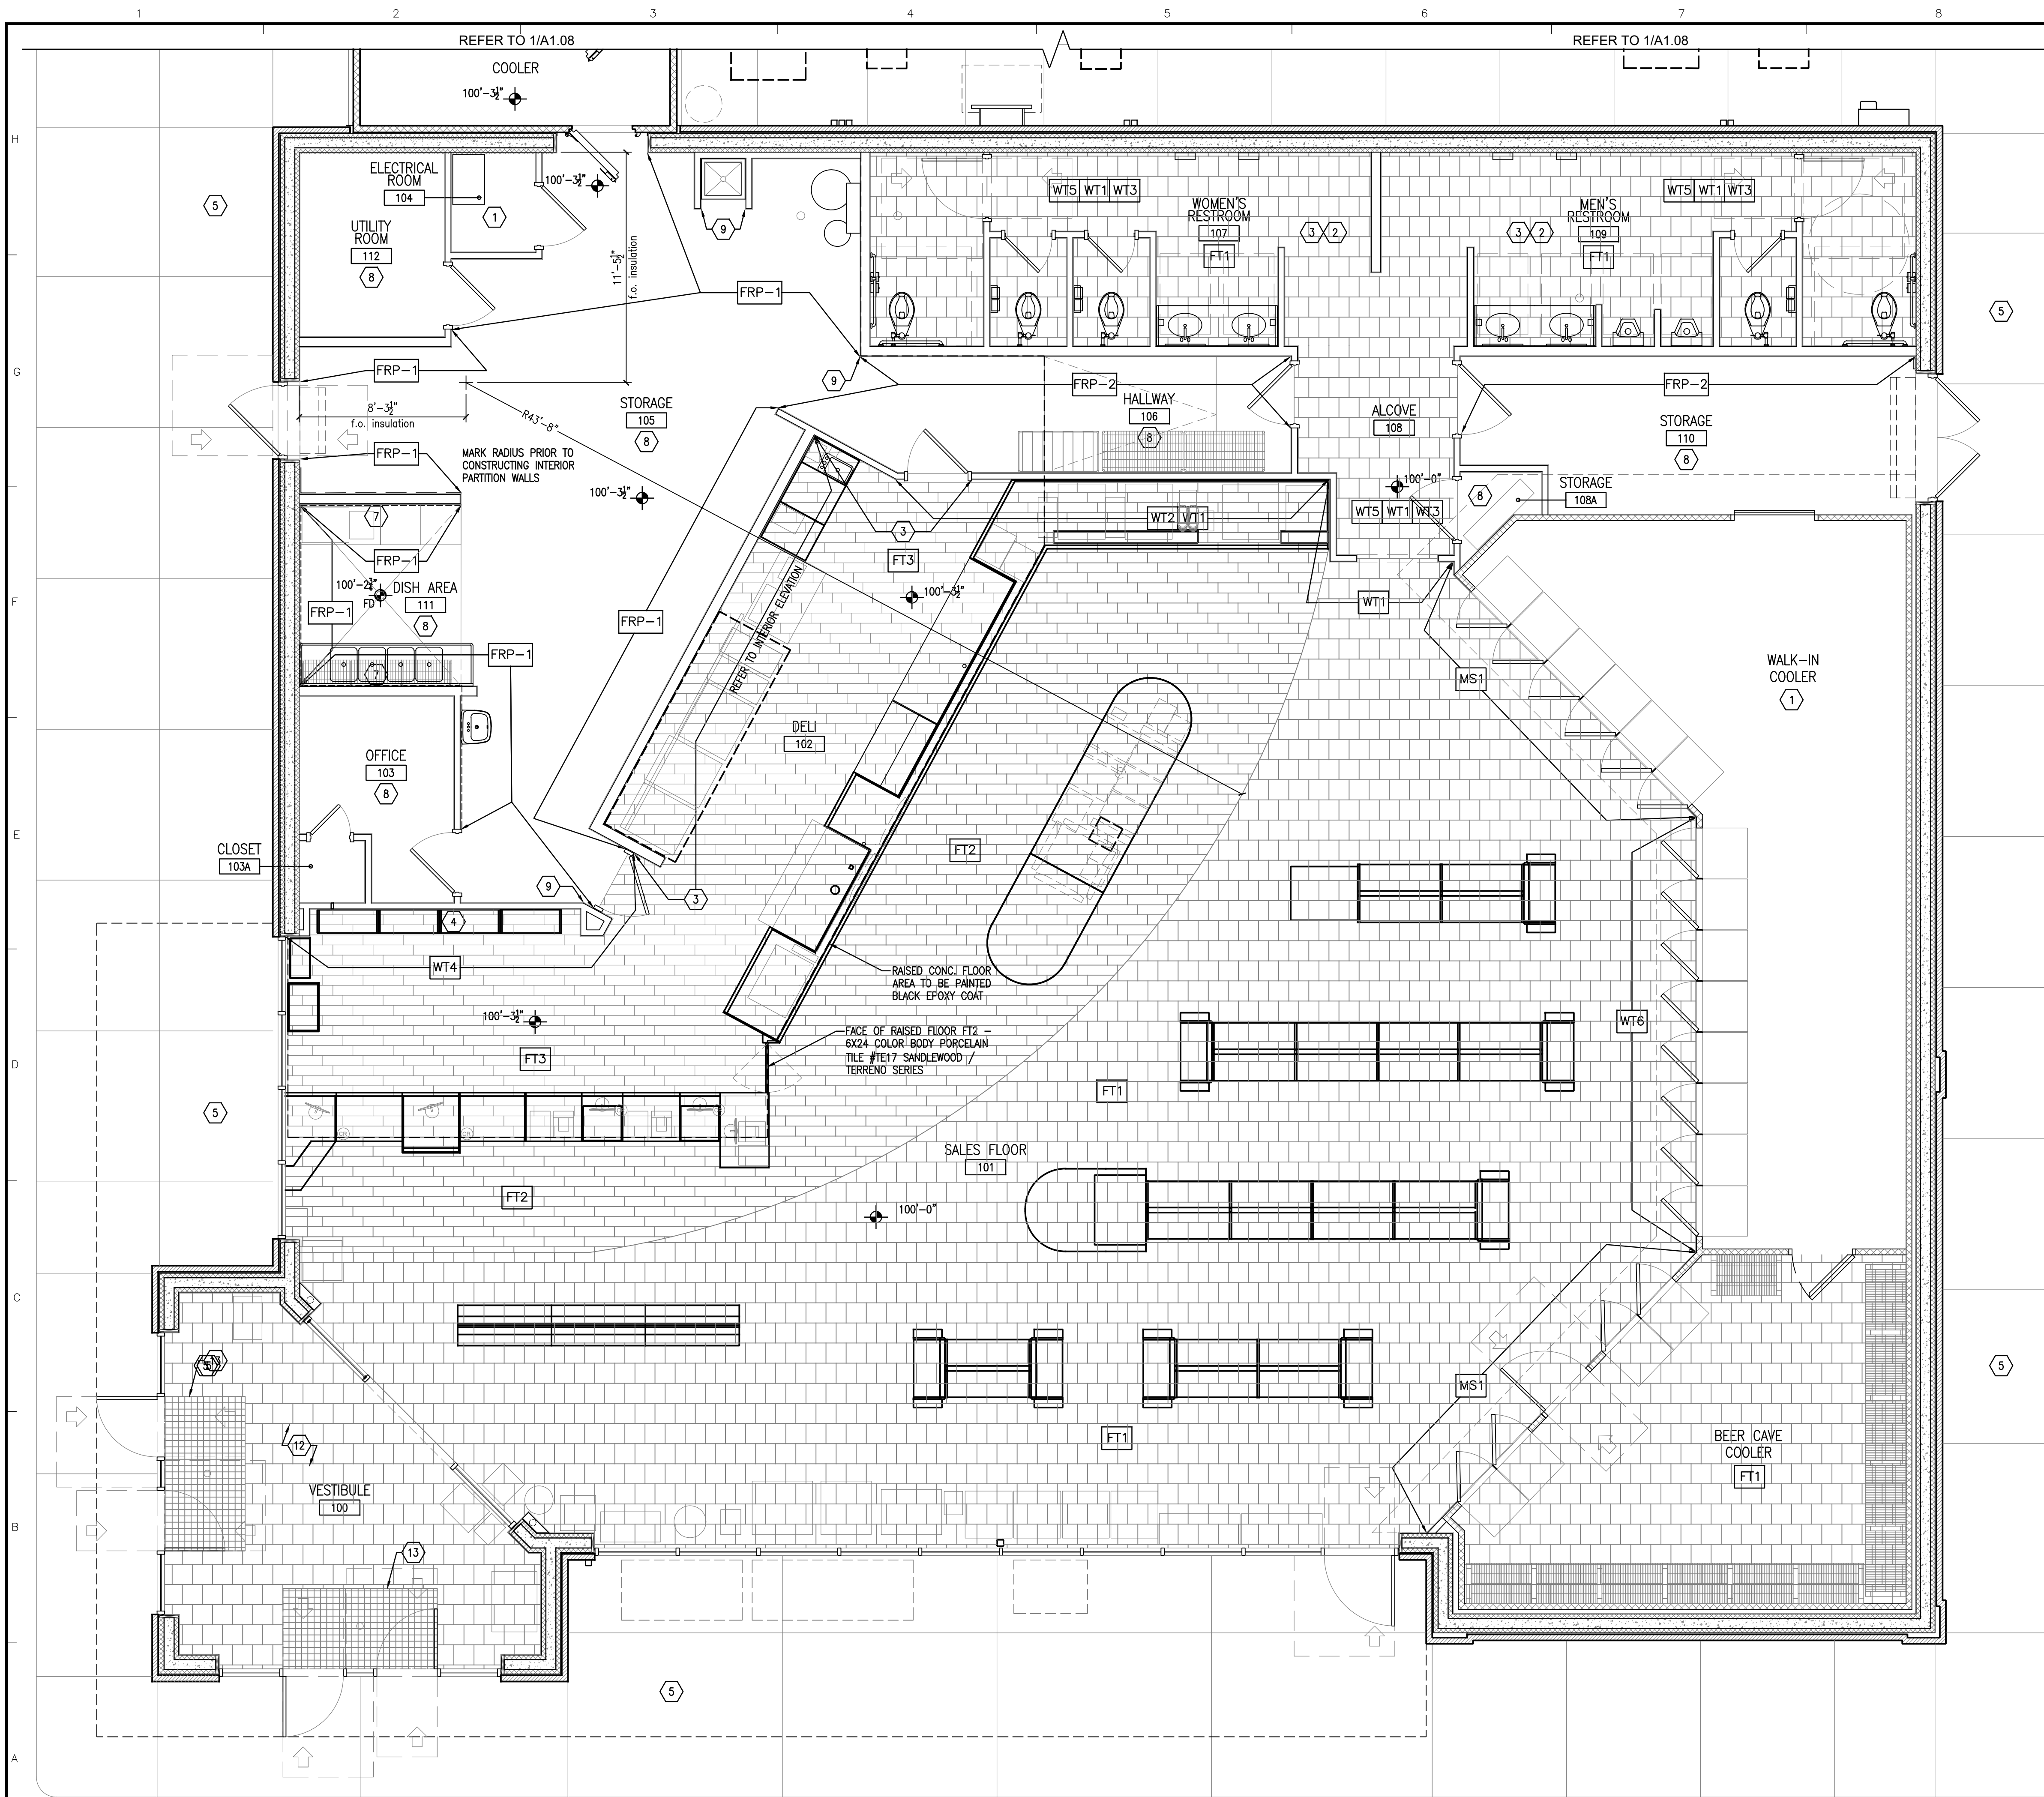 1
2
3
4
5
6
7
8
REFER TO 1/A1.08
REFER TO 1/A1.08
COOLER
100'-3½"
H
ELECTRICAL
ROOM
104
1
100'-3½"
5
UTILITY
ROOM
112
8
9
11'-5½"
f.o. insulation
FRP-1
WT5 WT1 WT3
WOMEN'S
RESTROOM
107
FT1
3 2
3 2
MEN'S
RESTROOM
109
FT1
WT5 WT1 WT3
5
G
FRP-1
8'-3½"
f.o. insulation
R43'-8"
9
STORAGE
105
8
FRP-2
HALLWAY
106
8
ALCOVE
108
FRP-2
STORAGE
110
8
FRP-1
MARK RADIUS PRIOR TO
CONSTRUCTING INTERIOR
PARTITION WALLS
100'-3½"
100'-0"
8
STORAGE
108A
7
WT2 WT1
WT5 WT1 WT3
3
FT3
FRP-1
F
100'-2½"
FD
DISH AREA
111
8
FRP-1
FRP-1
REFER TO INTERIOR ELEVATION
100'-3½"
WT1
FRP-1
7
MS1
WALK-IN
COOLER
1
DELI
102
OFFICE
103
8
E
CLOSET
103A
FT2
9
3
4
WT4
RAISED CONC. FLOOR
AREA TO BE PAINTED
BLACK EPOXY COAT
100'-3½"
WT6
FACE OF RAISED FLOOR FT2 –
6X24 COLOR BODY PORCELAIN
TILE #TE17 SANDLEWOOD /
TERRENO SERIES
D
FT3
FT1
5
SALES FLOOR
101
FT2
100'-0"
C
5
MS1
12
FT1
BEER CAVE
COOLER
FT1
VESTIBULE
100
B
13
5
A